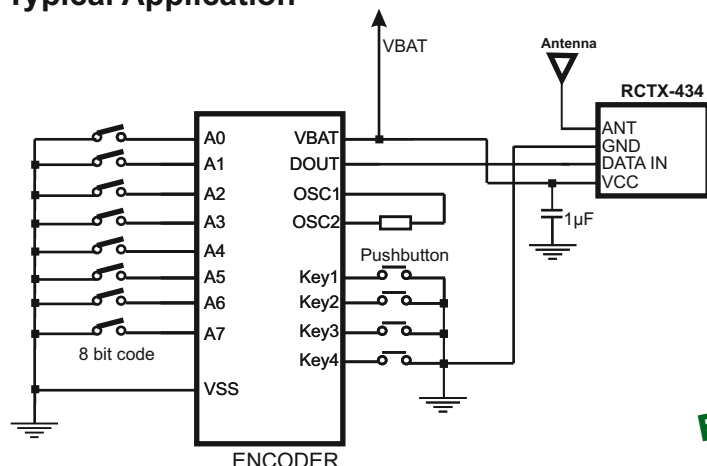 Typical Application
VBAT
Antenna
RCTX-434
ANT
GND
DATA IN
VCC
1µF
A0
A1
A2
A3
A4
A5
A6
A7
VSS
VBAT
DOUT
OSC1
OSC2
Key1
Key2
Key3
Key4
Pushbutton
8 bit code
ENCODER